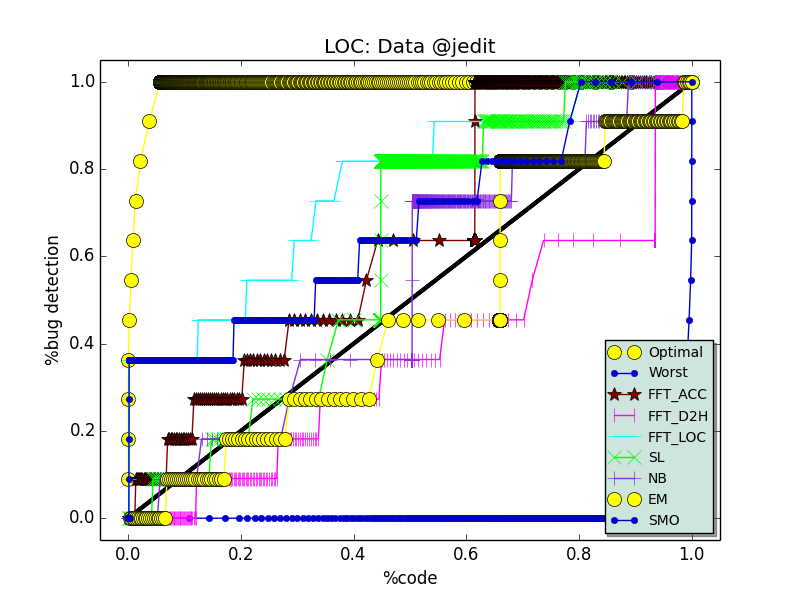 LOC: Data @jedit
1.0
0.8
0.6
0.4
0.2
0.0
%bug detection
0.0 0.2 0.4 0.6 0.8 1.0
%code
Optimal
Worst
FFT_ACC
FFT_D2H
FFT_LOC
SL
NB
EM
SMO